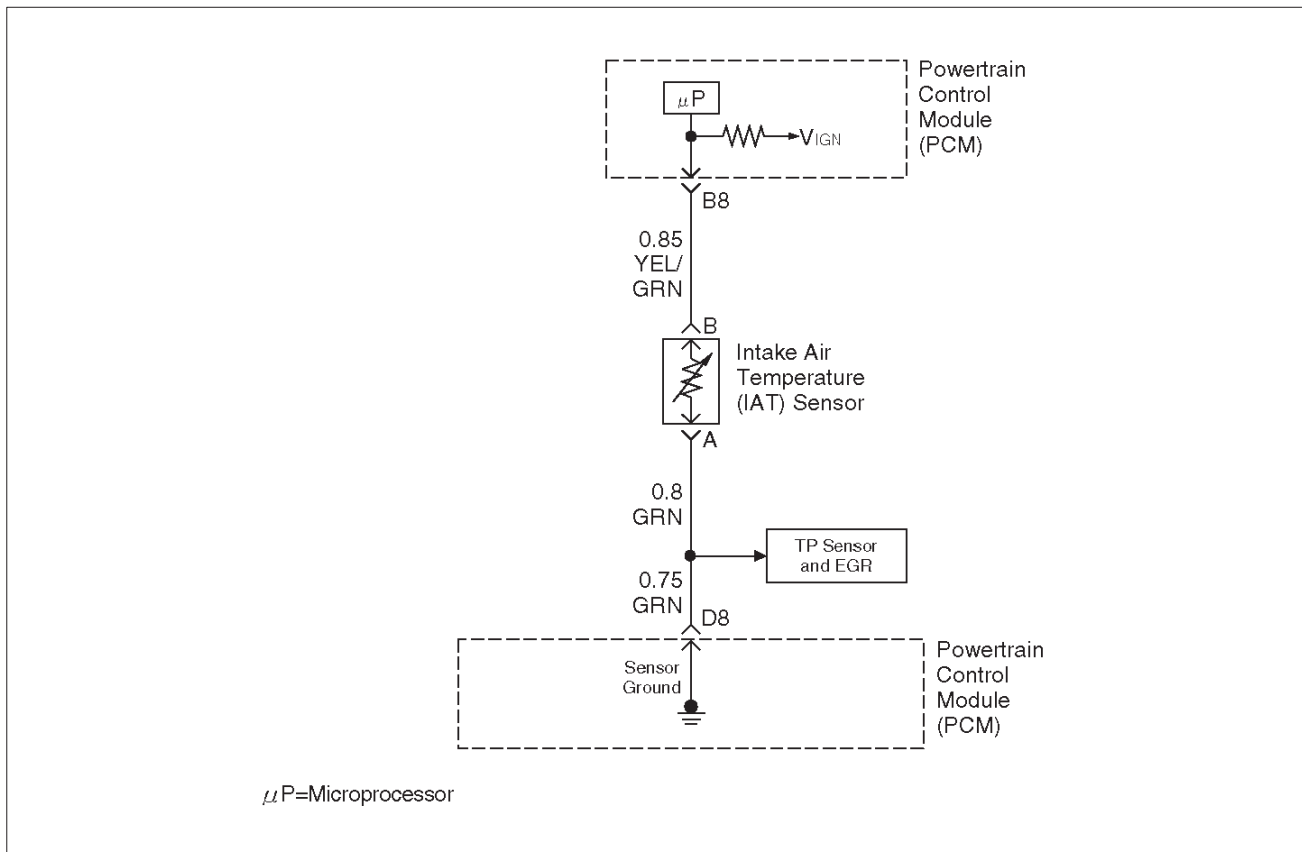 Powertrain
Control
Module
(PCM)
μP
VIGN
B8
0.85
YEL/
GRN
B
Intake Air
Temperature
(IAT) Sensor
A
0.8
GRN
TP Sensor
and EGR
0.75
GRN
D8
Sensor
Ground
Powertrain
Control
Module
(PCM)
μP=Microprocessor